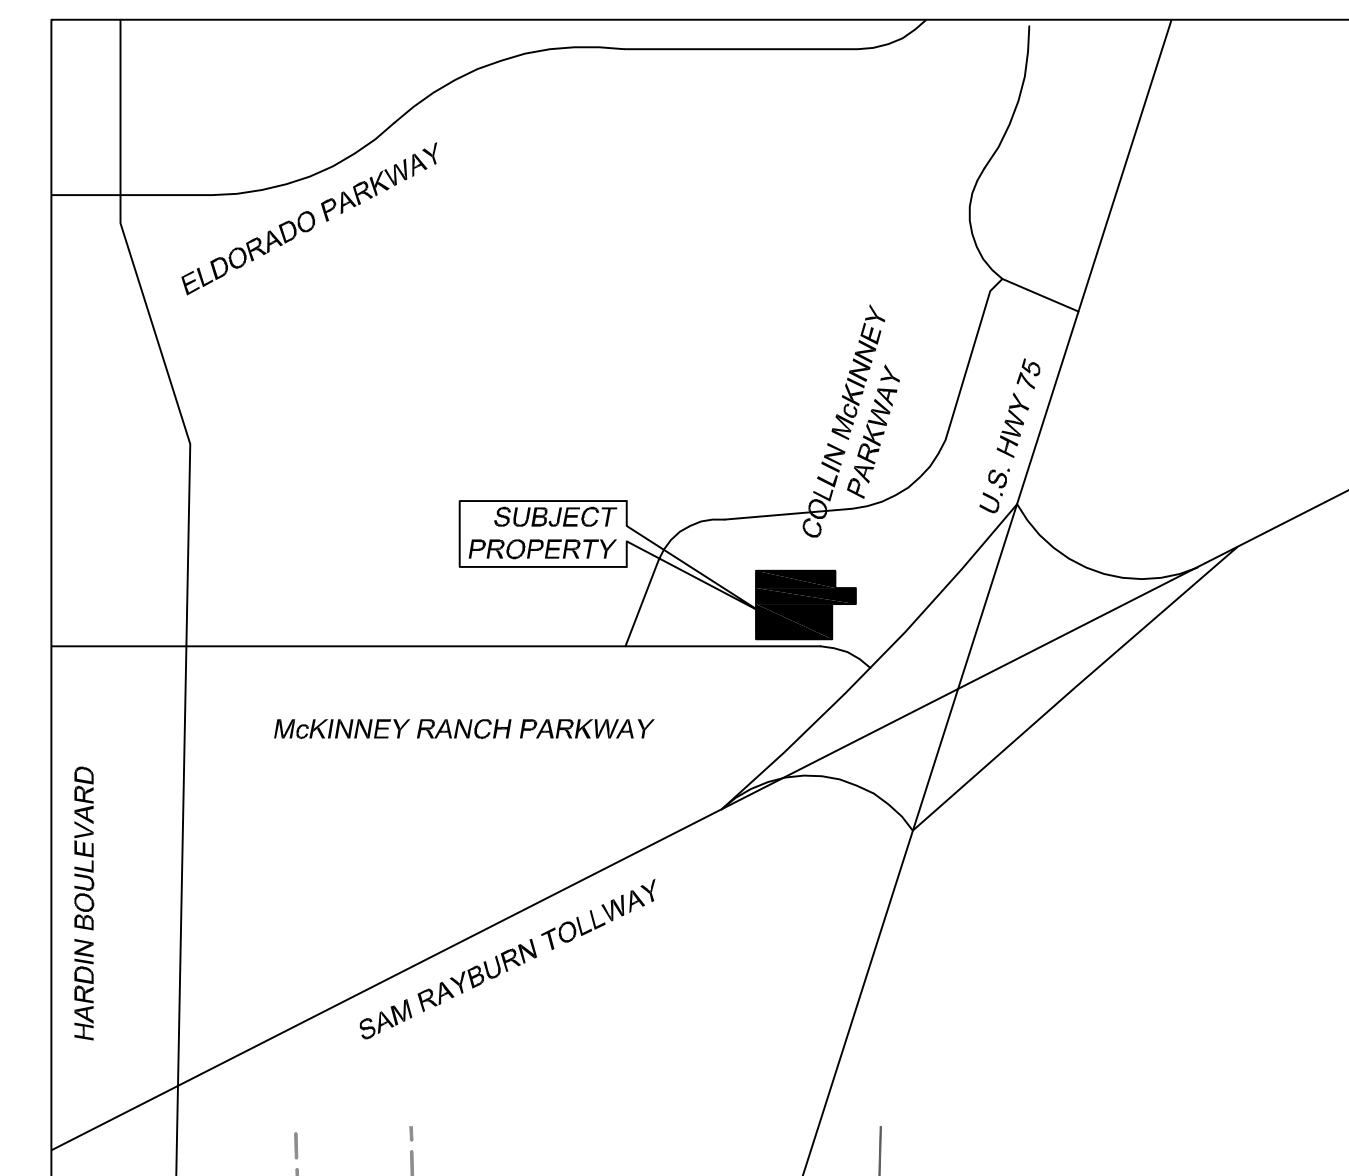 ELDORADO PARKWAY
COLLIN McKINNEY
PARKWAY
U.S. HWY 75
SUBJECT
PROPERTY
McKINNEY RANCH PARKWAY
HARDIN BOULEVARD
SAM RAYBURN TOLLWAY